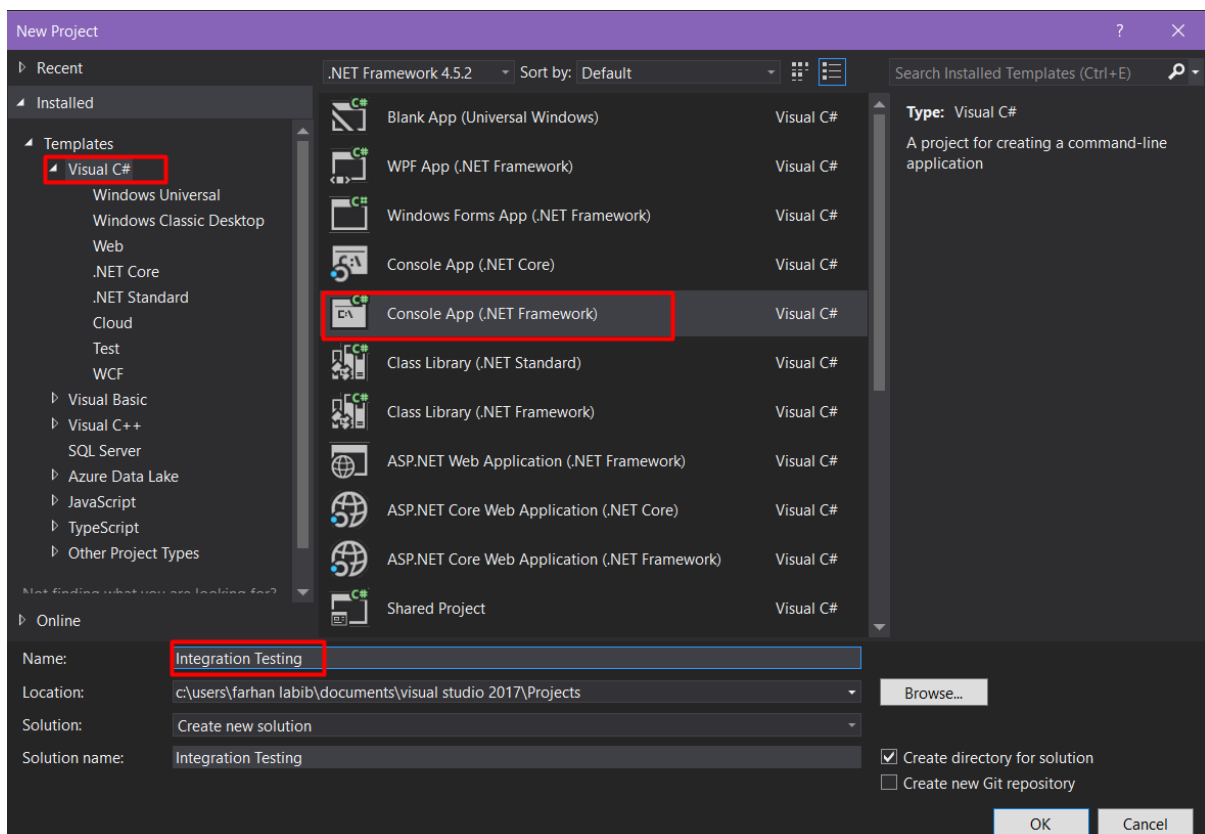 New Project
?
Recent
.NET Framework 4.5.2
Sort by: Default
Search Installed Templates (Ctrl+E)
Installed
Templates
Visual C#
Windows Universal
Windows Classic Desktop
Web
.NET Core
.NET Standard
Cloud
Test
WCF
Visual Basic
Visual C++
SQL Server
Azure Data Lake
JavaScript
TypeScript
Other Project Types
Not finding what you are looking for?
Online
C# Blank App (Universal Windows) Visual C#
C# WPF App (.NET Framework) Visual C#
C# Windows Forms App (.NET Framework) Visual C#
C:\ Console App (.NET Core) Visual C#
C# C:\ Console App (.NET Framework) Visual C#
C# Class Library (.NET Standard) Visual C#
C# Class Library (.NET Framework) Visual C#
ASP.NET Web Application (.NET Framework) Visual C#
ASP.NET Core Web Application (.NET Core) Visual C#
ASP.NET Core Web Application (.NET Framework) Visual C#
C# Shared Project Visual C#
Type: Visual C#
A project for creating a command-line
application
Name: Integration Testing
Location: c:\users\farhan labib\documents\visual studio 2017\Projects
Browse...
Solution: Create new solution
Solution name: Integration Testing
Create directory for solution
Create new Git repository
OK
Cancel